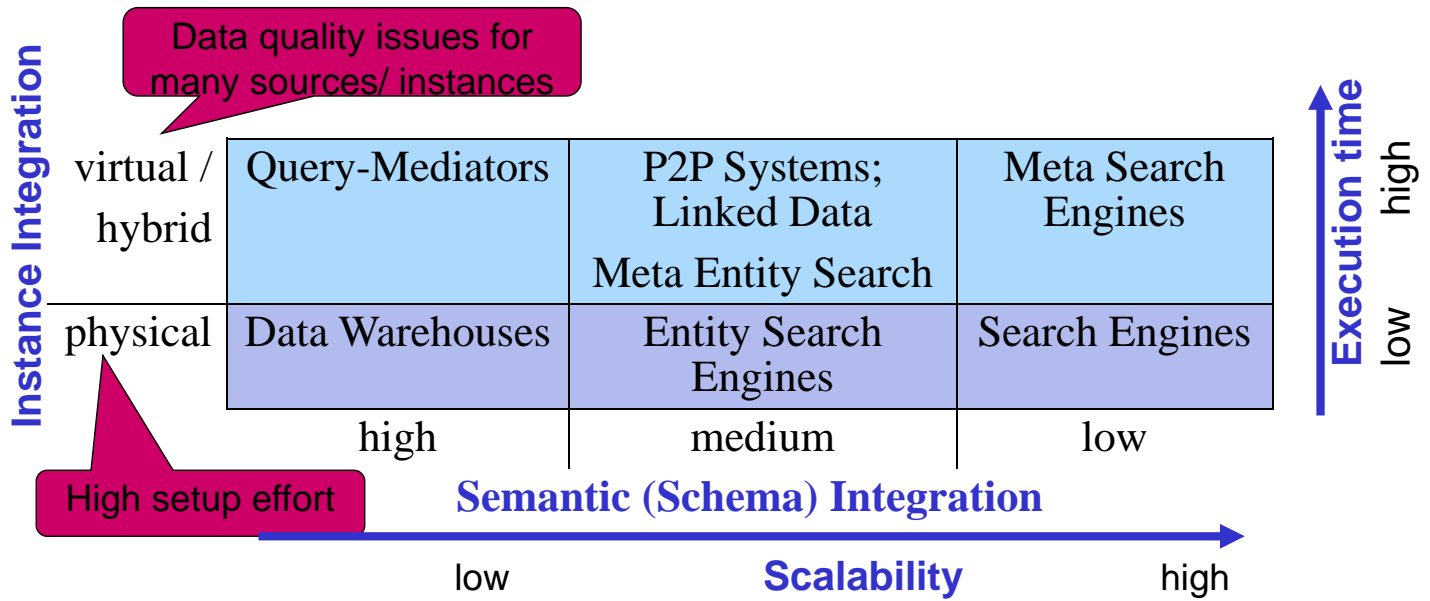 Data quality issues for
many sources/ instances
Instance Integration
virtual /
hybrid
Query-Mediators
P2P Systems;
Linked Data
Meta Entity Search
Meta Search
Engines
physical
Data Warehouses
Entity Search
Engines
Search Engines
high
medium
low
High setup effort
Semantic (Schema) Integration
low
Scalability
high
Execution time
high
low